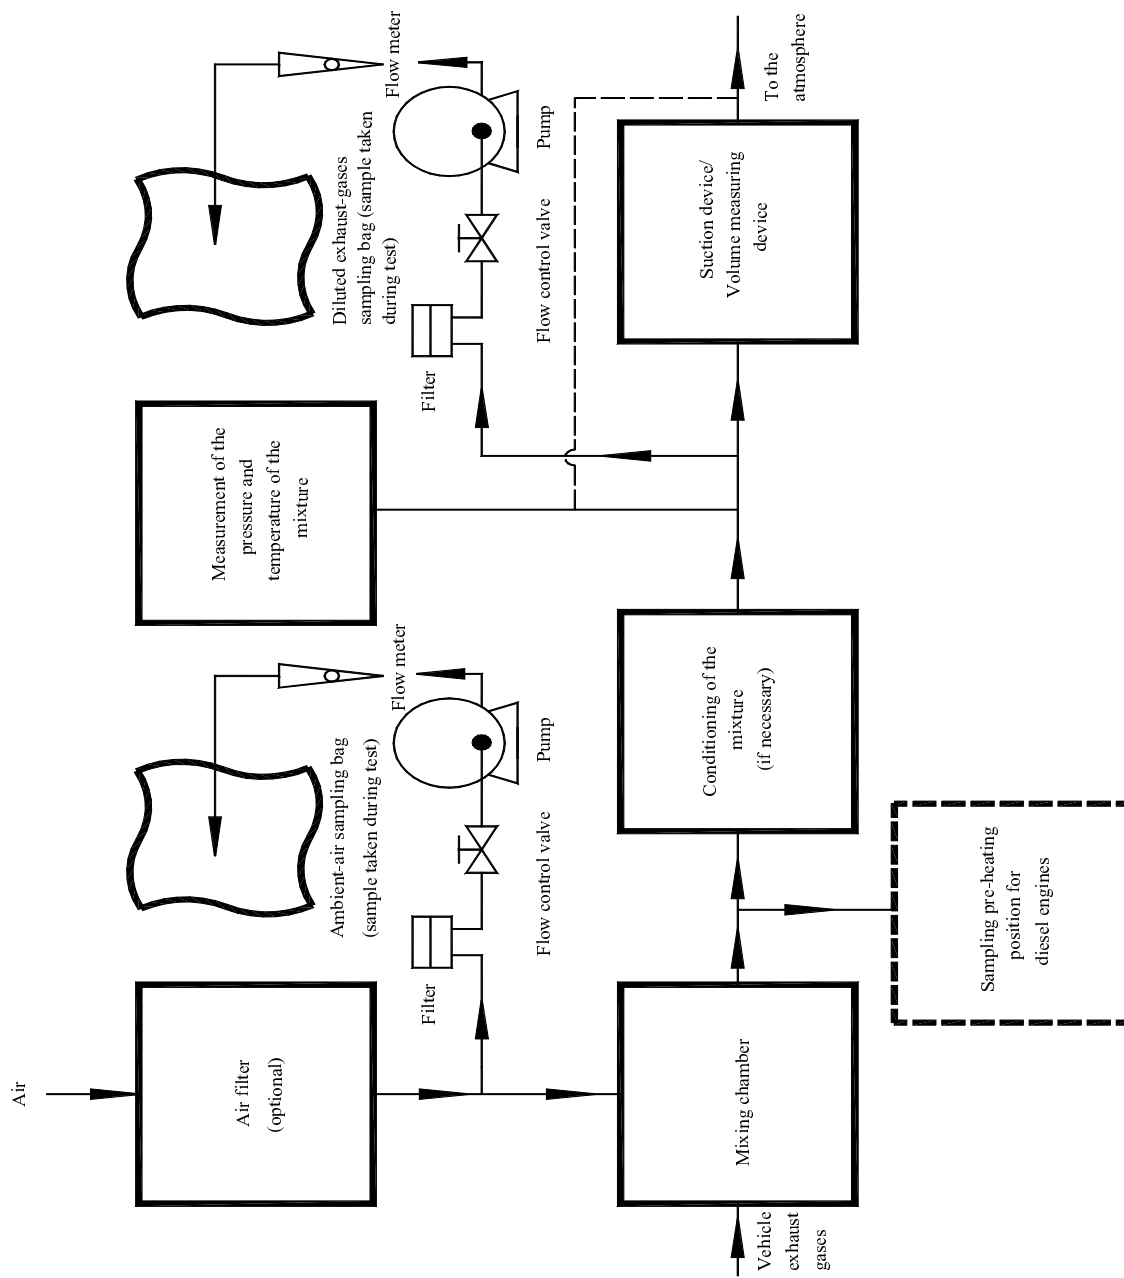 Air
Air filter
(optional)
Filter
Ambient-air sampling bag
(sample taken during test)
Flow control valve
Pump
Flow meter
Measurement of the
pressure and
temperature of the
mixture
Filter
Diluted exhaust-gases
sampling bag (sample taken
during test)
Flow control valve
Pump
Flow meter
Vehicle
exhaust
gases
Mixing chamber
Conditioning of the
mixture
(if necessary)
Suction device/
Volume measuring
device
To the
atmosphere
Sampling pre-heating
position for
diesel engines